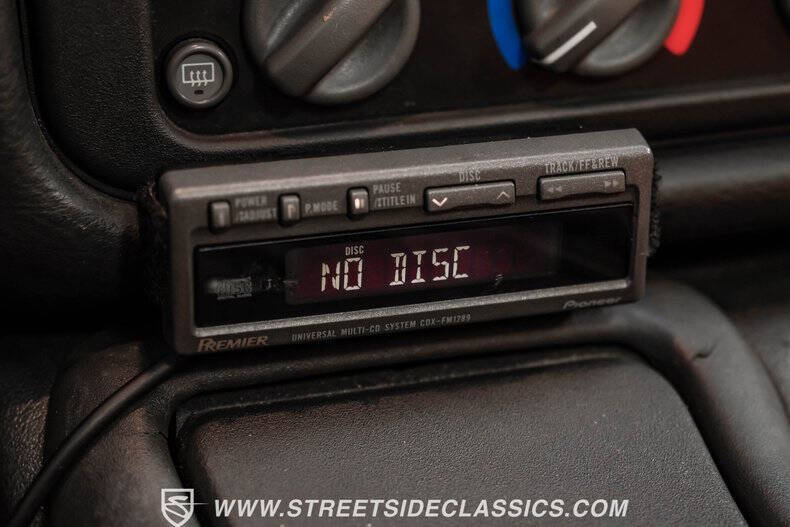 POWER
/‡ADJUST
P.MODE
PAUSE
/‡TITLE IN
DISC
TRACK/FF&REW
DISC
NO DISC
PREMIER
UNIVERSAL MULTI-CD SYSTEM CDX-FM1289
Pioneer
WWW.STREETSIDECLASSICS.COM